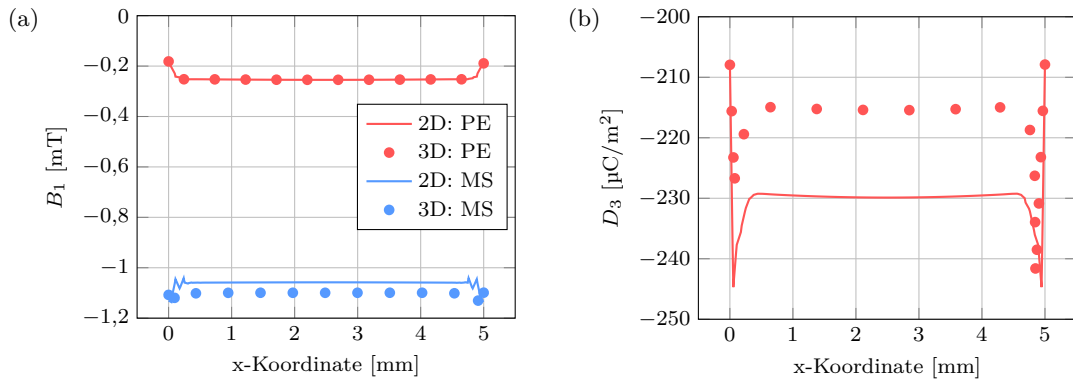 (a)
0
−0,2
−0,4
−0,6
−0,8
−1
−1,2
B₁ [mT]
0 1 2 3 4 5
x-Koordinate [mm]
2D: PE
3D: PE
2D: MS
3D: MS
(b)
−200
−210
−220
−230
−240
−250
D₃ [µC/m²]
0 1 2 3 4 5
x-Koordinate [mm]